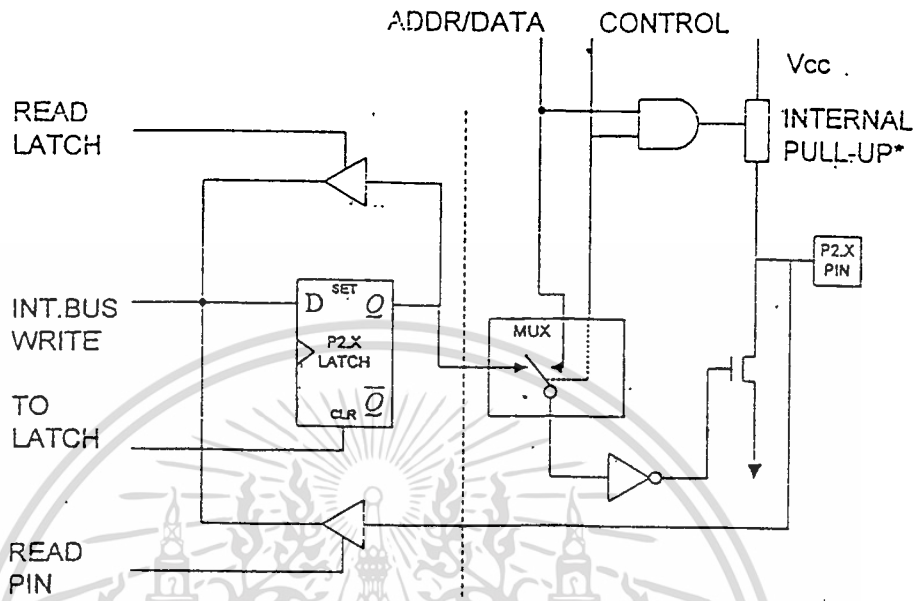 ADDR/DATA CONTROL
Vcc
READ
LATCH
INTERNAL
PULL-UP*
P2.X
PIN
INT.BUS
WRITE
D SET Q
P2.X
LATCH
CLR Q
MUX
TO
LATCH
READ
PIN